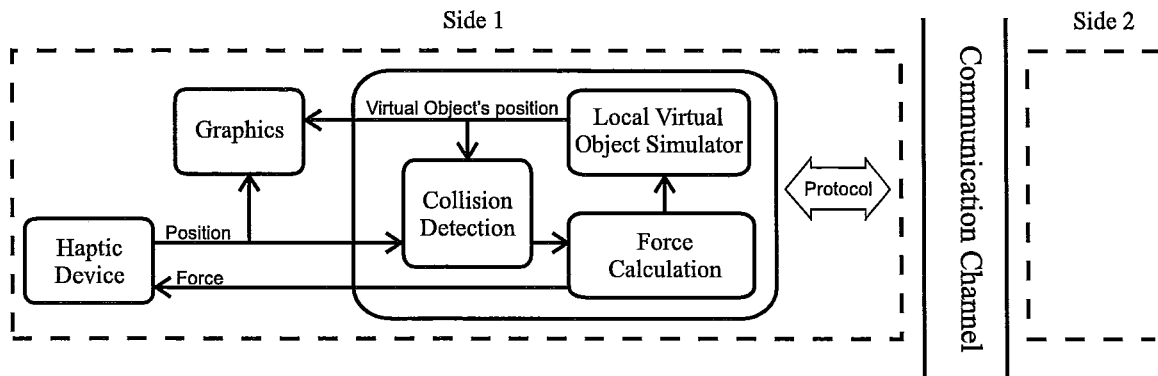 Side 1
Side 2
Virtual Object's position
Graphics
Local Virtual
Object Simulator
Collision
Detection
Protocol
Position
Haptic
Device
Force
Calculation
Force
Communication Channel